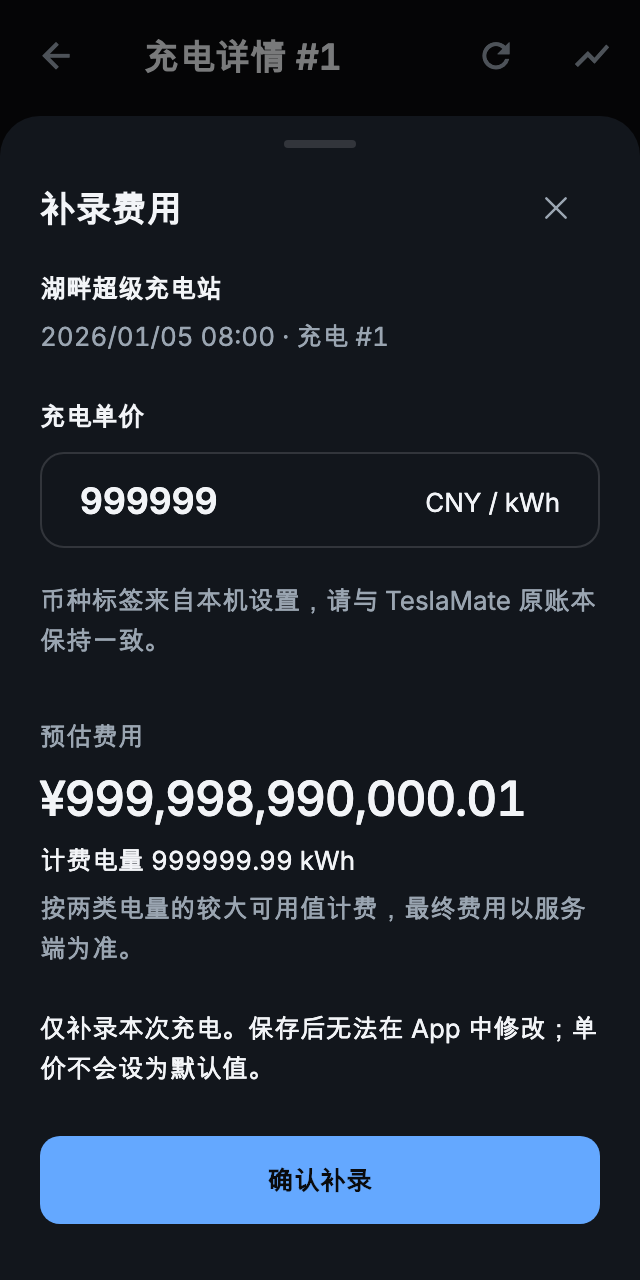 充电详情 #1
补录费用
湖畔超级充电站
2026/01/05 08:00 · 充电 #1
充电单价
999999 CNY / kWh
币种标签来自本机设置，请与 TeslaMate 原账本
保持一致。
预估费用
¥999,998,990,000.01
计费电量 999999.99 kWh
按两类电量的较大可用值计费，最终费用以服务
端为准。
仅补录本次充电。保存后无法在 App 中修改；单
价不会设为默认值。
确认补录